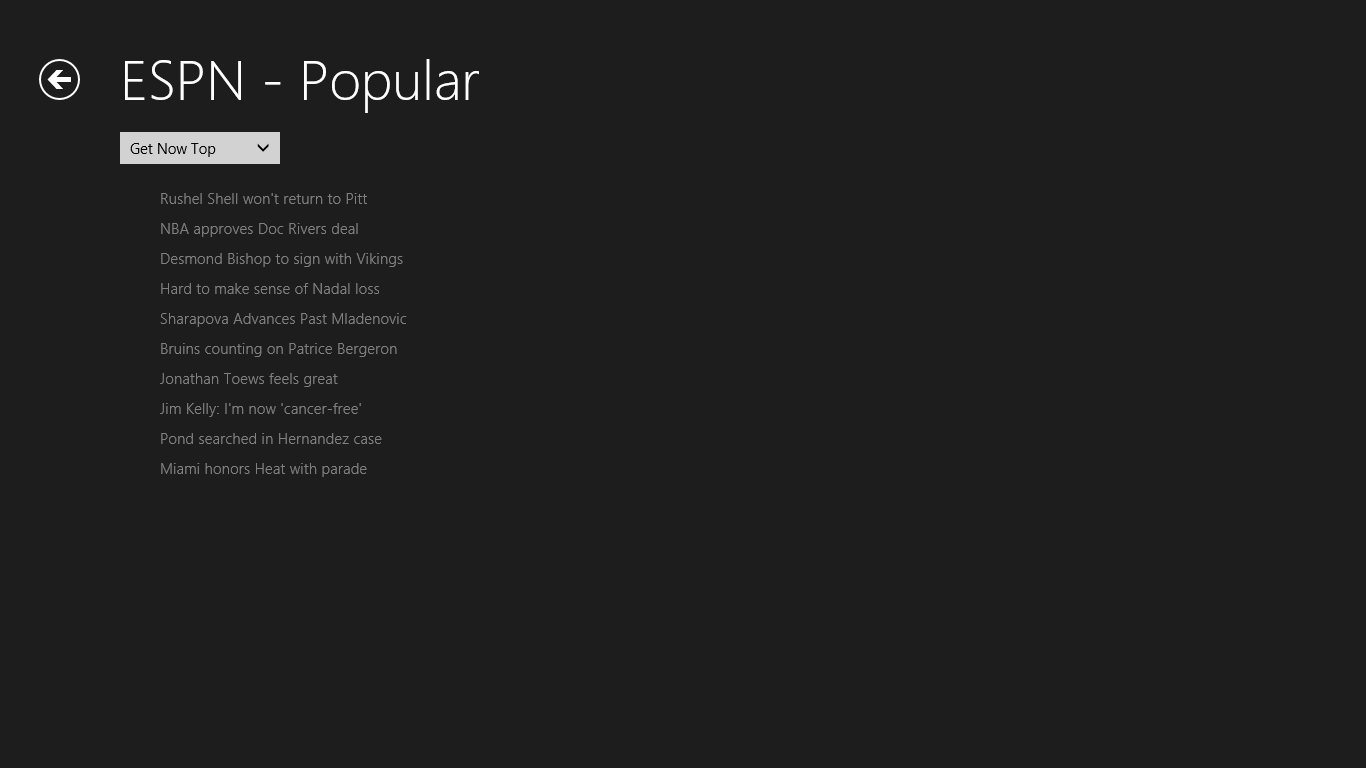 ESPN - Popular
Get Now Top
Rushel Shell won't return to Pitt
NBA approves Doc Rivers deal
Desmond Bishop to sign with Vikings
Hard to make sense of Nadal loss
Sharapova Advances Past Mladenovic
Bruins counting on Patrice Bergeron
Jonathan Toews feels great
Jim Kelly: I'm now 'cancer-free'
Pond searched in Hernandez case
Miami honors Heat with parade